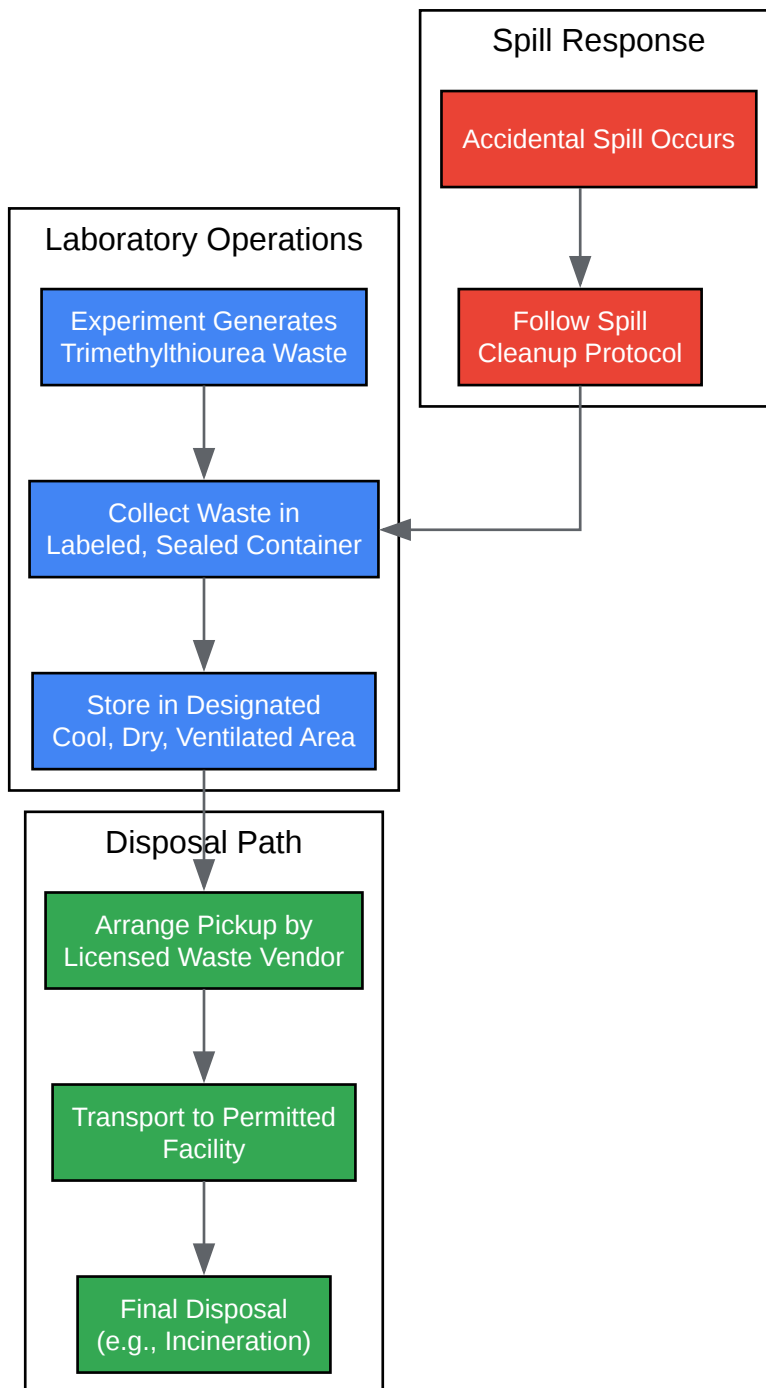 Spill Response
Accidental Spill Occurs
Follow Spill
Cleanup Protocol
Laboratory Operations
Experiment Generates
Trimethylthiourea Waste
Collect Waste in
Labeled, Sealed Container
Store in Designated
Cool, Dry, Ventilated Area
Disposal Path
Arrange Pickup by
Licensed Waste Vendor
Transport to Permitted
Facility
Final Disposal
(e.g., Incineration)